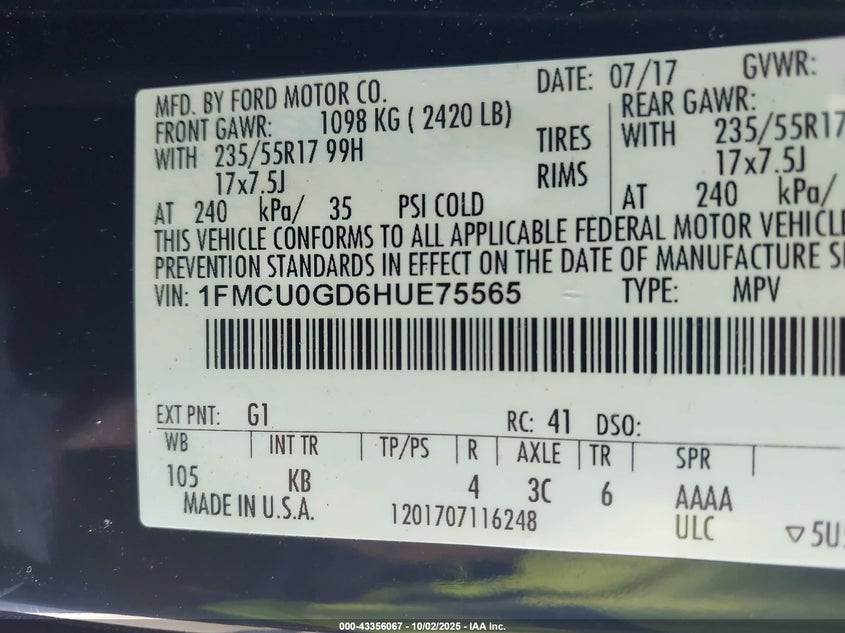 MFD. BY FORD MOTOR CO. DATE: 07/17 GVWR:
FRONT GAWR: 1098 KG ( 2420 LB) REAR GAWR:
WITH 235/55R17 99H TIRES WITH 235/55R17
17x7.5J RIMS 17x7.5J
AT 240 kPa/ 35 PSI COLD AT 240 kPa/
THIS VEHICLE CONFORMS TO ALL APPLICABLE FEDERAL MOTOR VEHICLE
PREVENTION STANDARDS IN EFFECT ON THE DATE OF MANUFACTURE
VIN: 1FMCU0GD6HUE75565 TYPE: MPV
EXT PNT: G1 RC: 41 DSO:
WB INT TR TP/PS R AXLE TR SPR
105 KB 4 3C 6 AAAA
MADE IN U.S.A. 1201707116248 ULC ▽5U
000-43356067 - 10/02/2025 - IAA Inc.